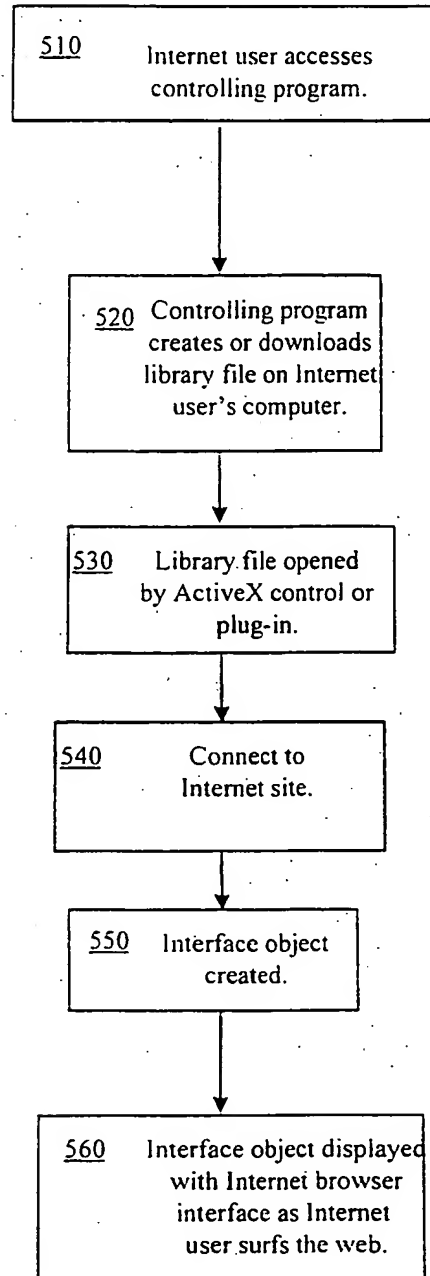 510 Internet user accesses
controlling program.
520 Controlling program
creates or downloads
library file on Internet
user's computer.
530 Library file opened
by ActiveX control or
plug-in.
540 Connect to
Internet site.
550 Interface object
created.
560 Interface object displayed
with Internet browser
interface as Internet
user surfs the web.